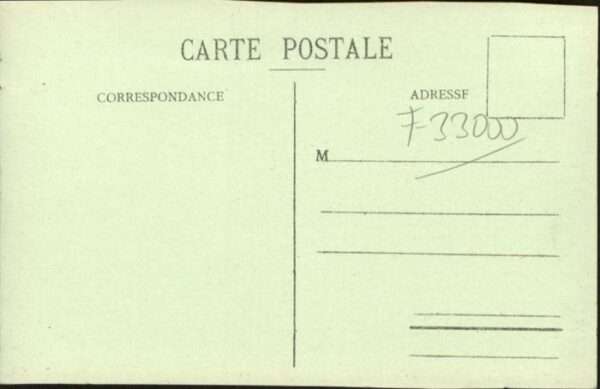 CARTE POSTALE
CORRESPONDANCE
ADRESSE
F-33000
M